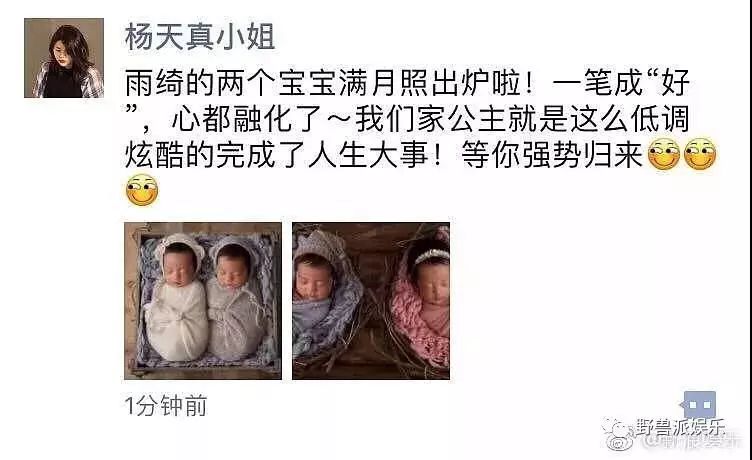 杨天真小姐
雨绮的两个宝宝满月照出炉啦！一笔成“好
”，心都融化了～我们家公主就是这么低调
炫酷的完成了人生大事！等你强势归来
1分钟前
野兽派娱乐